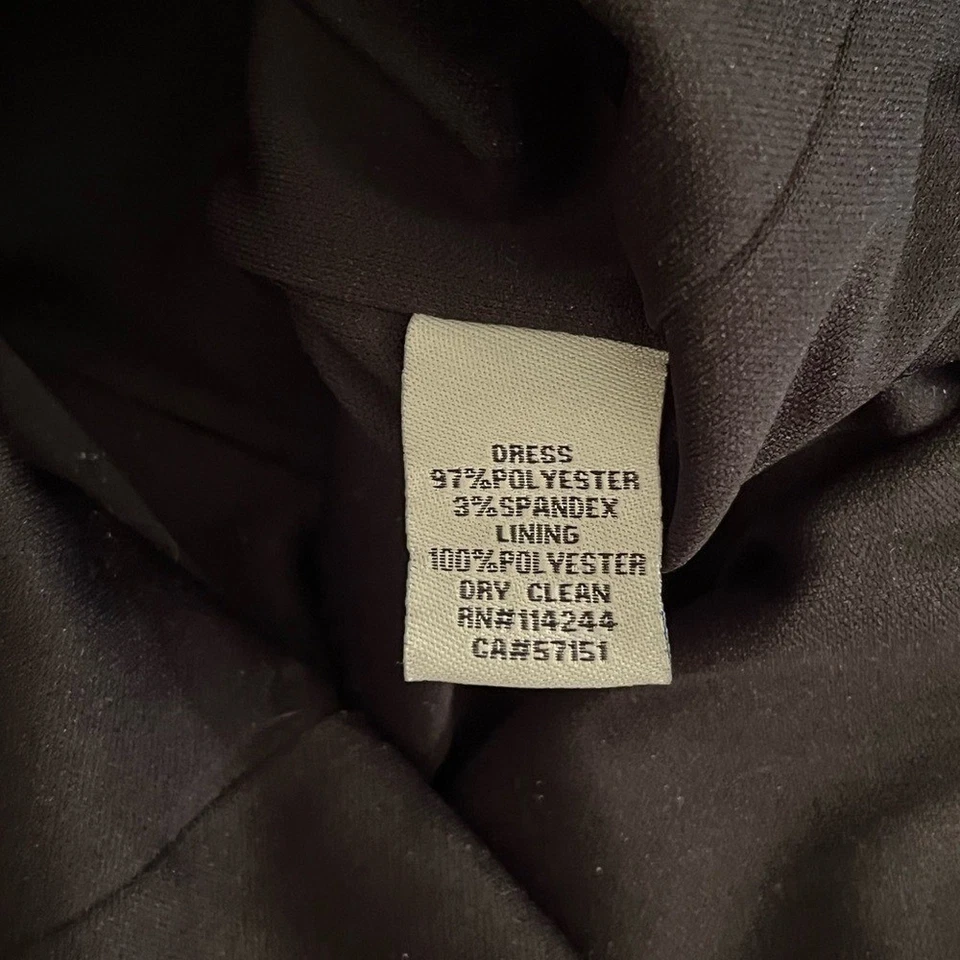 DRESS
97%POLYESTER
3%SPANDEX
LINING
100%POLYESTER
DRY CLEAN
RN#114244
CA#57151